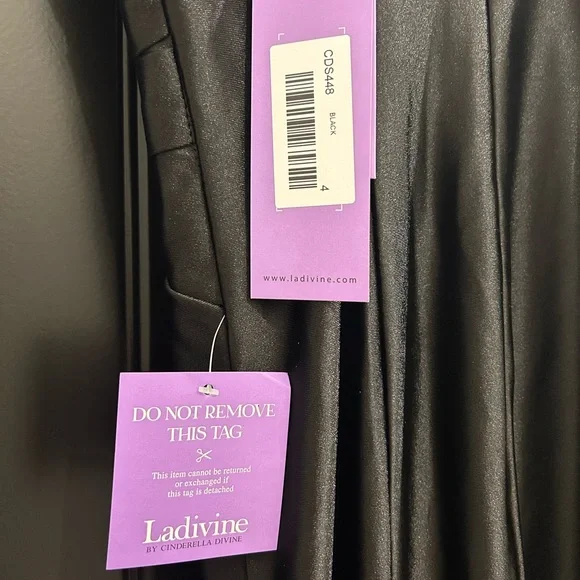 CDS448
BLACK
4
www.ladivine.com
DO NOT REMOVE
THIS TAG
This item cannot be returned
or exchanged if
this tag is detached
Ladivine
BY CINDERELLA DIVINE